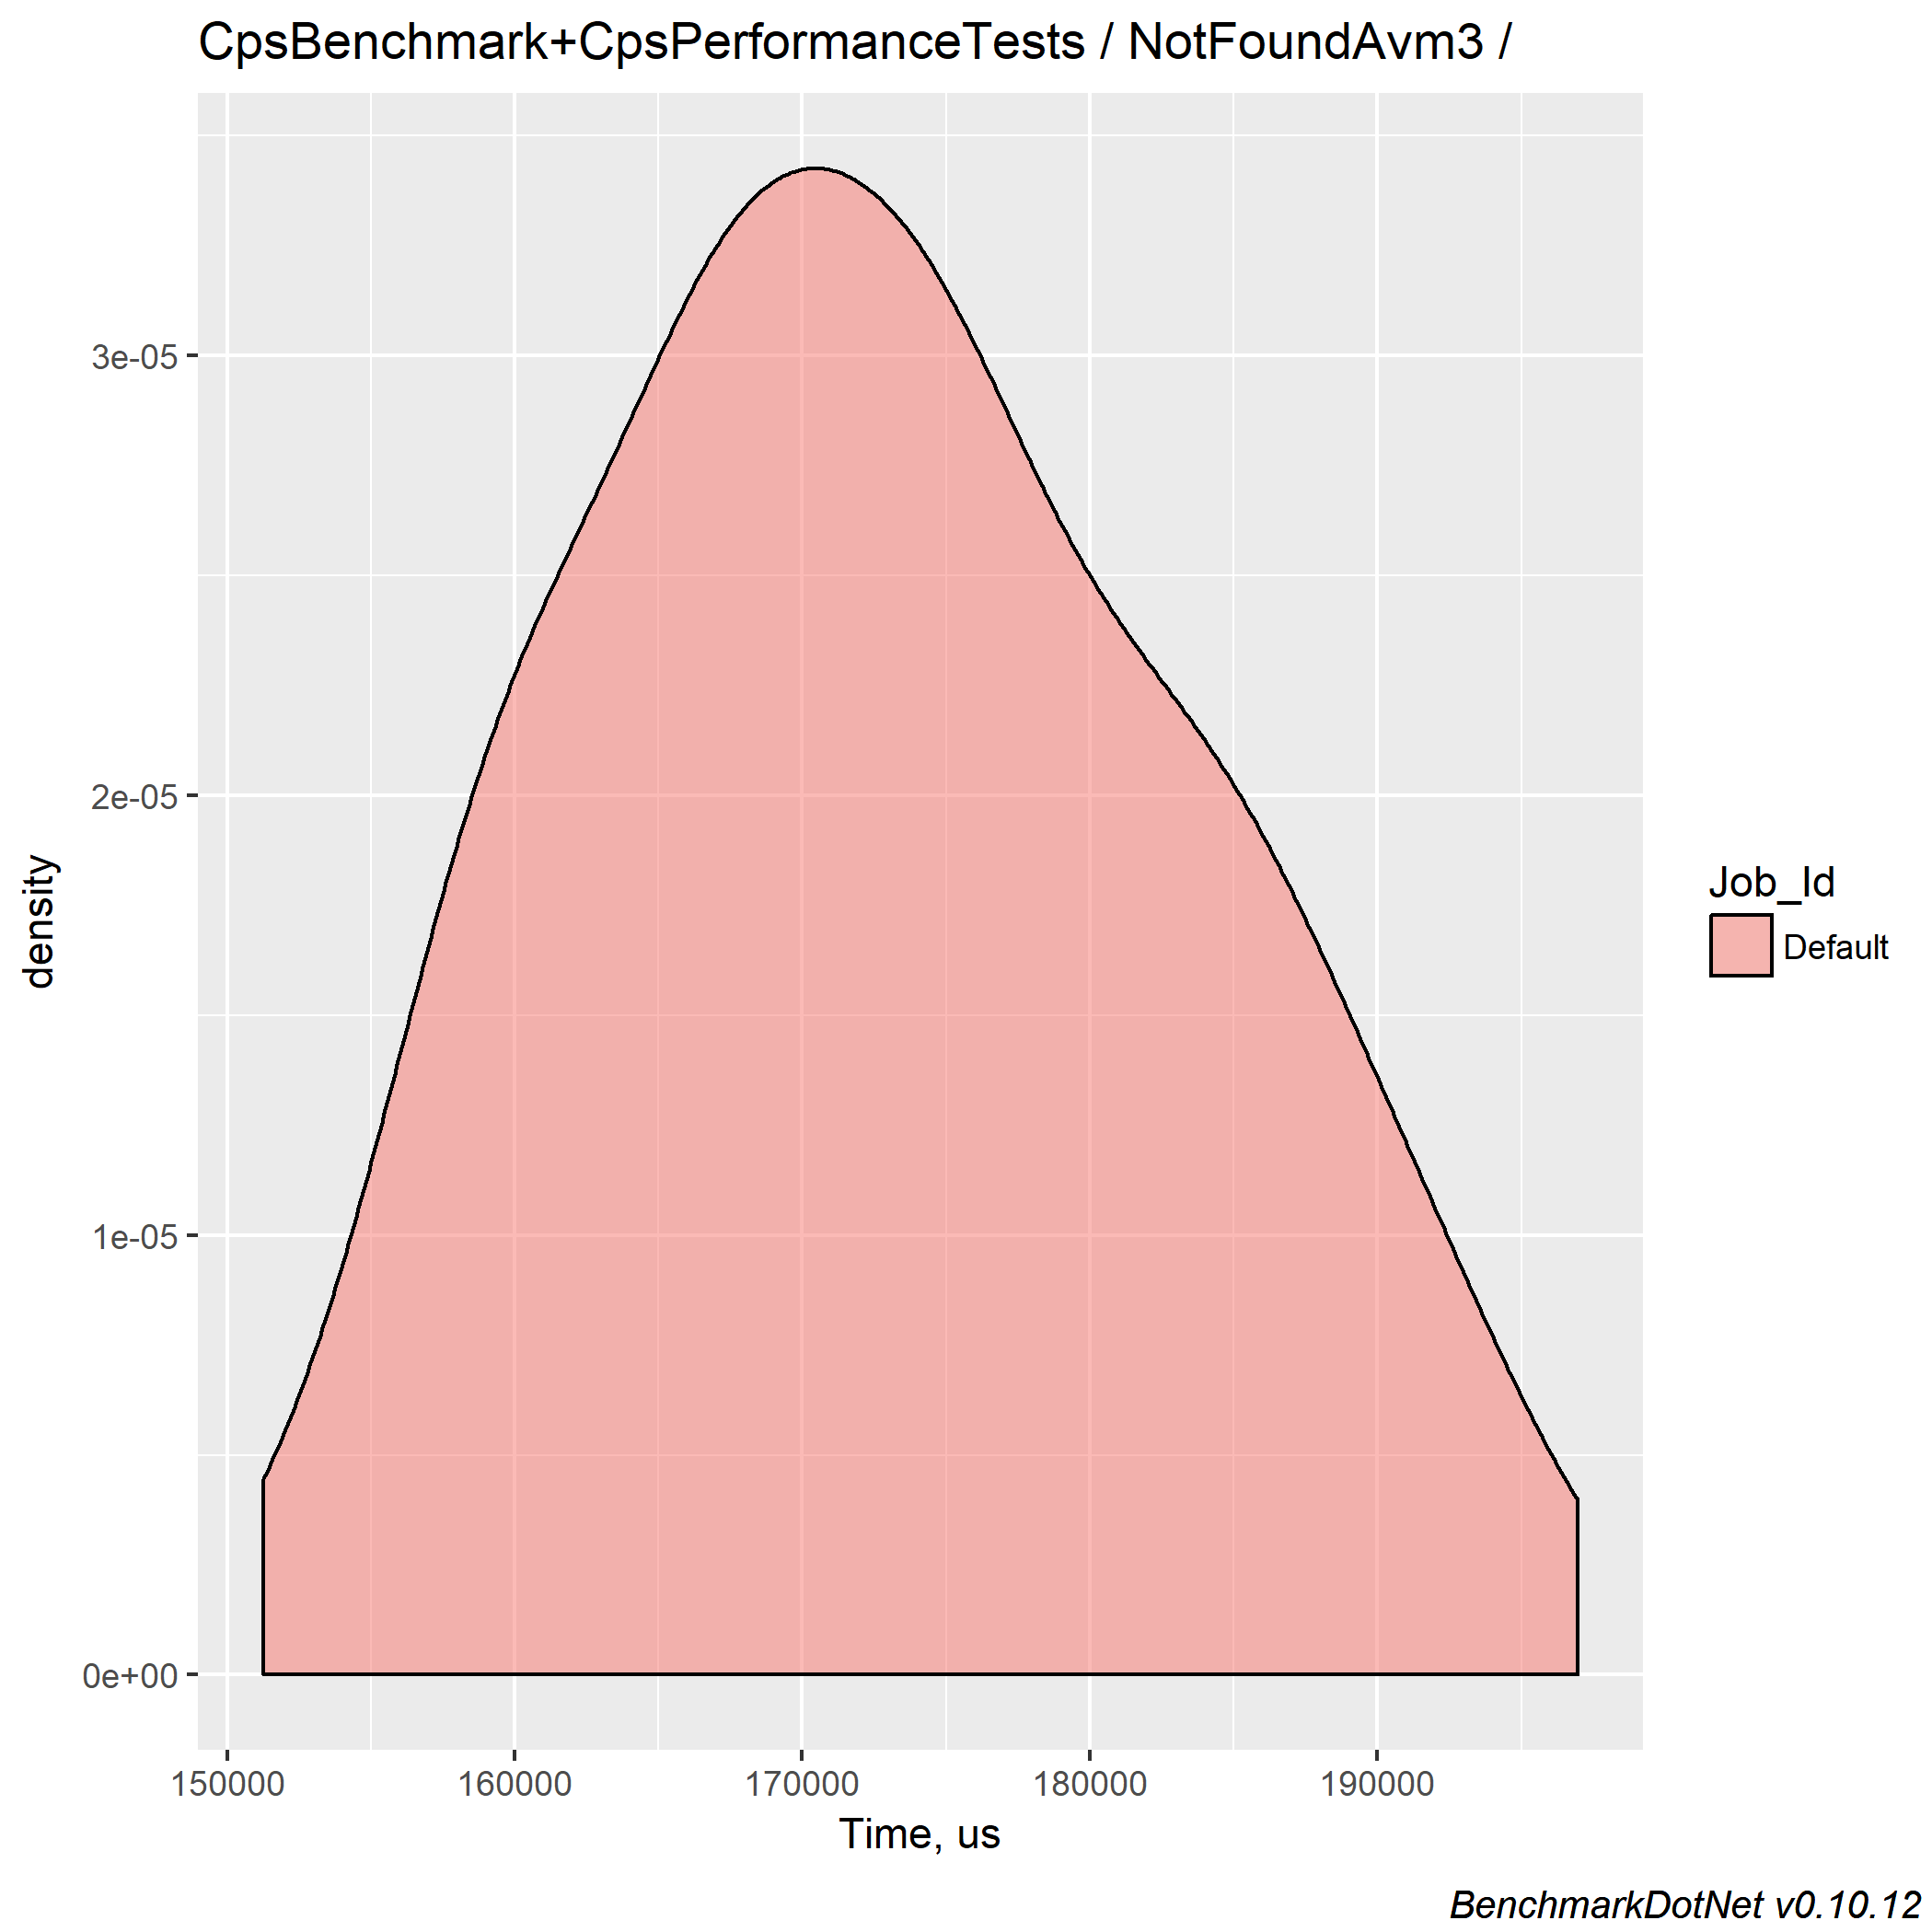 CpsBenchmark+CpsPerformanceTests / NotFoundAvm3 /
3e-05
2e-05
1e-05
0e+00
density
150000 160000 170000 180000 190000
Time, us
Job_Id
Default
BenchmarkDotNet v0.10.12